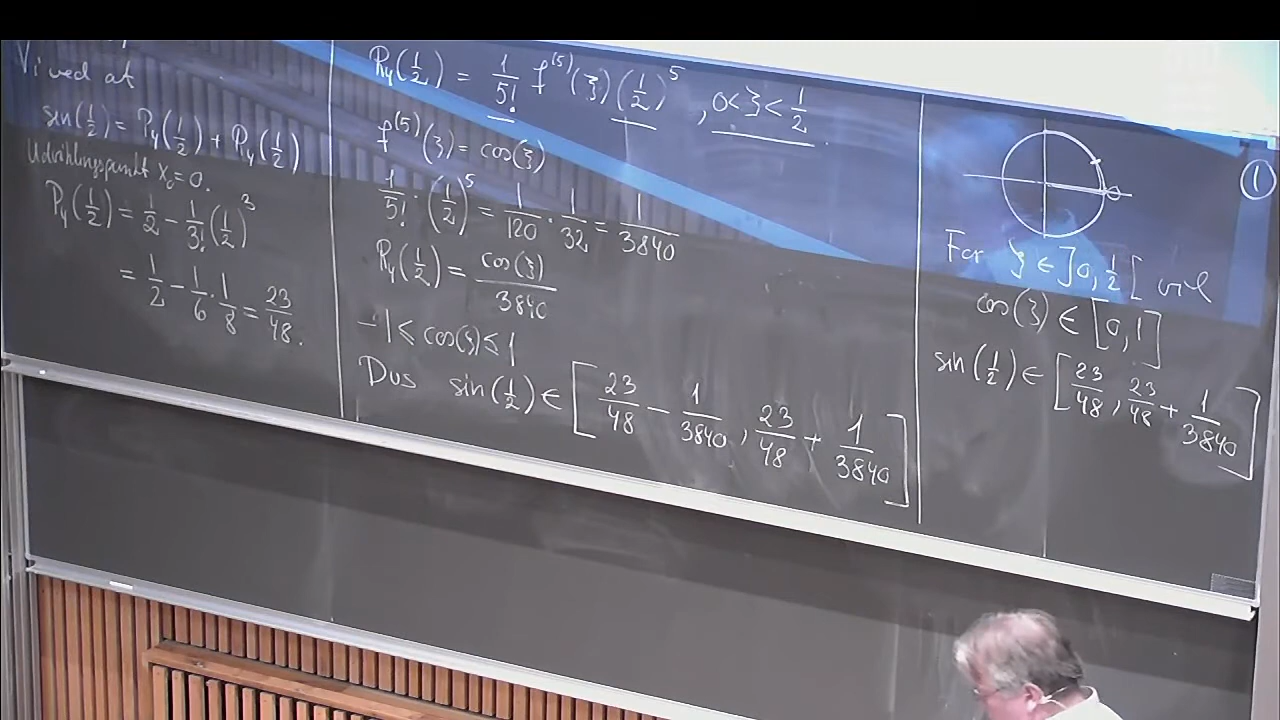 Vi ved at
sin(½) = P₄(½) + R₄(½)
Udviklingspunkt x₀ = 0.
P₄(½) = ½ − 1/3! (½)³
= ½ − 1/6 · 1/8 = 23/48.
R₄(½) = 1/5! f⁽⁵⁾(ξ)(½)⁵, 0 < ξ < ½
f⁽⁵⁾(ξ) = cos(ξ)
1/5! · (½)⁵ = 1/120 · 1/32 = 1/3840
R₄(½) = cos(ξ)/3840
−1 ≤ cos(ξ) ≤ 1
Dus sin(½) ∈ [23/48 − 1/3840, 23/48 + 1/3840]
1
For ξ ∈ ]0, ½[ vil
cos(ξ) ∈ [0, 1]
sin(½) ∈ [23/48, 23/48 + 1/3840]